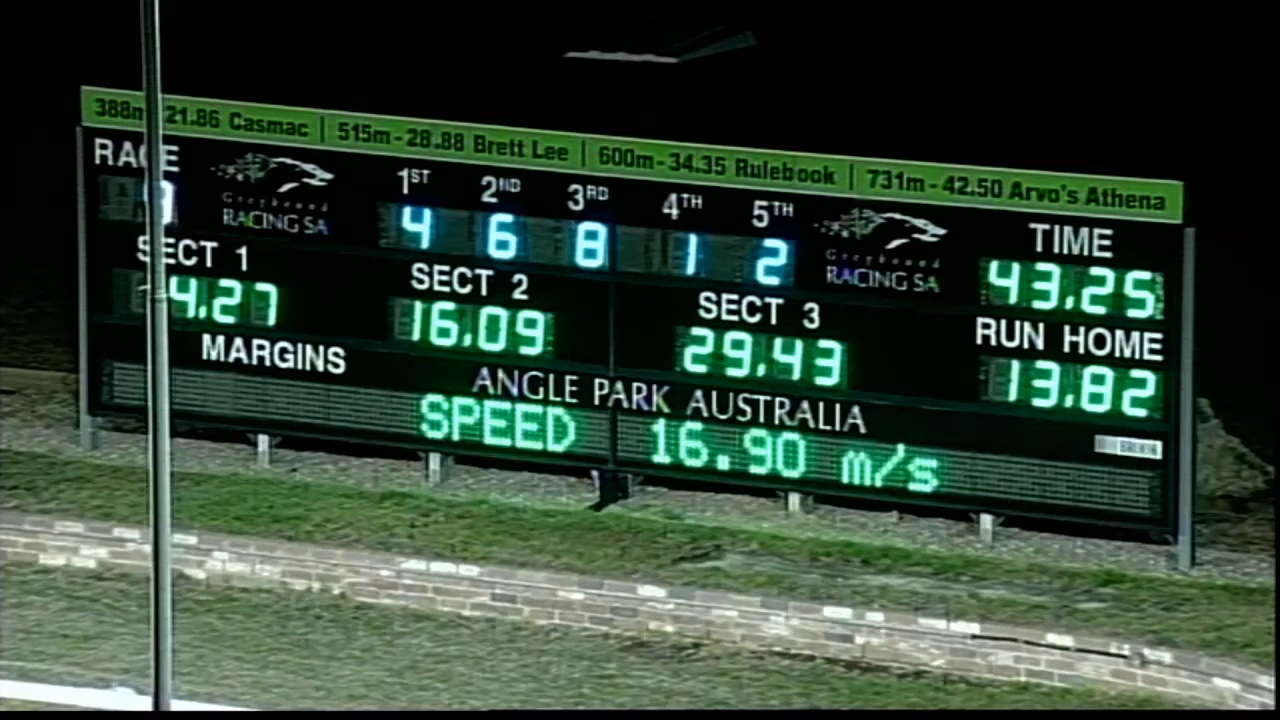 21.86 Casmac | 515m-28.88 Brett Lee | 600m-34.35 Rulebook | 731m-42.50 Arvo's Athena
RACE
Greyhound
RACING SA
1ST 2ND 3RD 4TH 5TH
4 6 8 1 2
Greyhound
RACING SA
TIME
43.25
SECT 1
4.27
SECT 2
16.09
SECT 3
29.43
RUN HOME
13.82
MARGINS
ANGLE PARK AUSTRALIA
SPEED 16.90 m/s